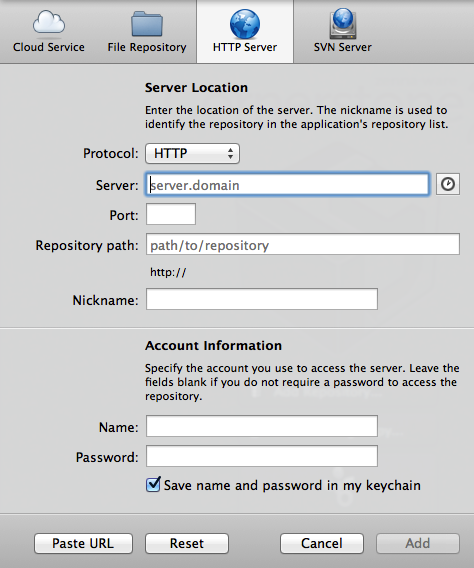 Cloud Service
File Repository
HTTP Server
SVN Server
Server Location
Enter the location of the server. The nickname is used to
identify the repository in the application's repository list.
Protocol: HTTP
Server: server.domain
Port:
Repository path: path/to/repository
http://
Nickname:
Account Information
Specify the account you use to access the server. Leave the
fields blank if you do not require a password to access the
repository.
Name:
Password:
Save name and password in my keychain
Paste URL
Reset
Cancel
Add